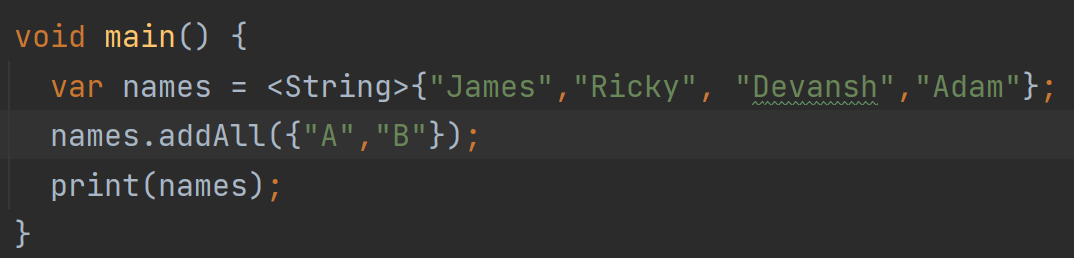 void main() {
  var names = <String>{"James","Ricky", "Devansh","Adam"};
  names.addAll({"A","B"});
  print(names);
}